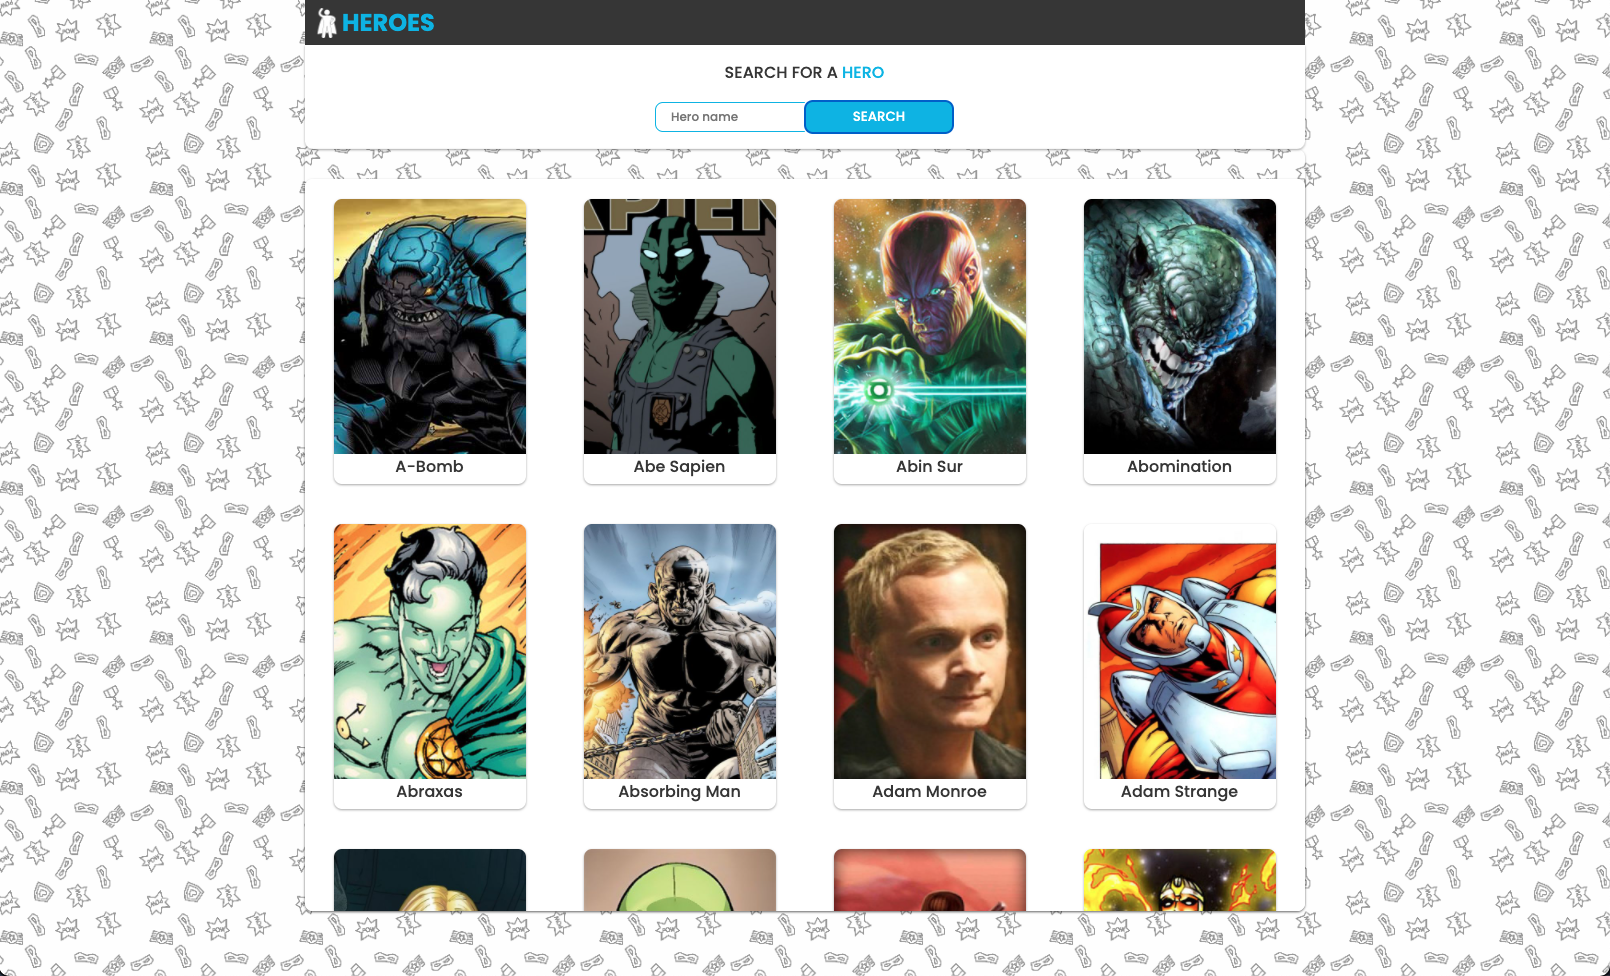 HEROES
SEARCH FOR A HERO
Hero name
SEARCH
A-Bomb
Abe Sapien
Abin Sur
Abomination
Abraxas
Absorbing Man
Adam Monroe
Adam Strange